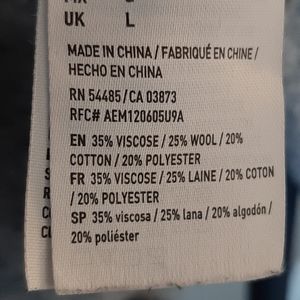 UK L
MADE IN CHINA / FABRIQUÉ EN CHINE /
HECHO EN CHINA
RN 54485/CA 03873
RFC# AEM120605U9A
EN 35% VISCOSE / 25% WOOL / 20%
COTTON / 20% POLYESTER
FR 35% VISCOSE / 25% LAINE / 20% COTON
/ 20% POLYESTER
SP 35% viscosa / 25% lana / 20% algodón /
20% poliéster